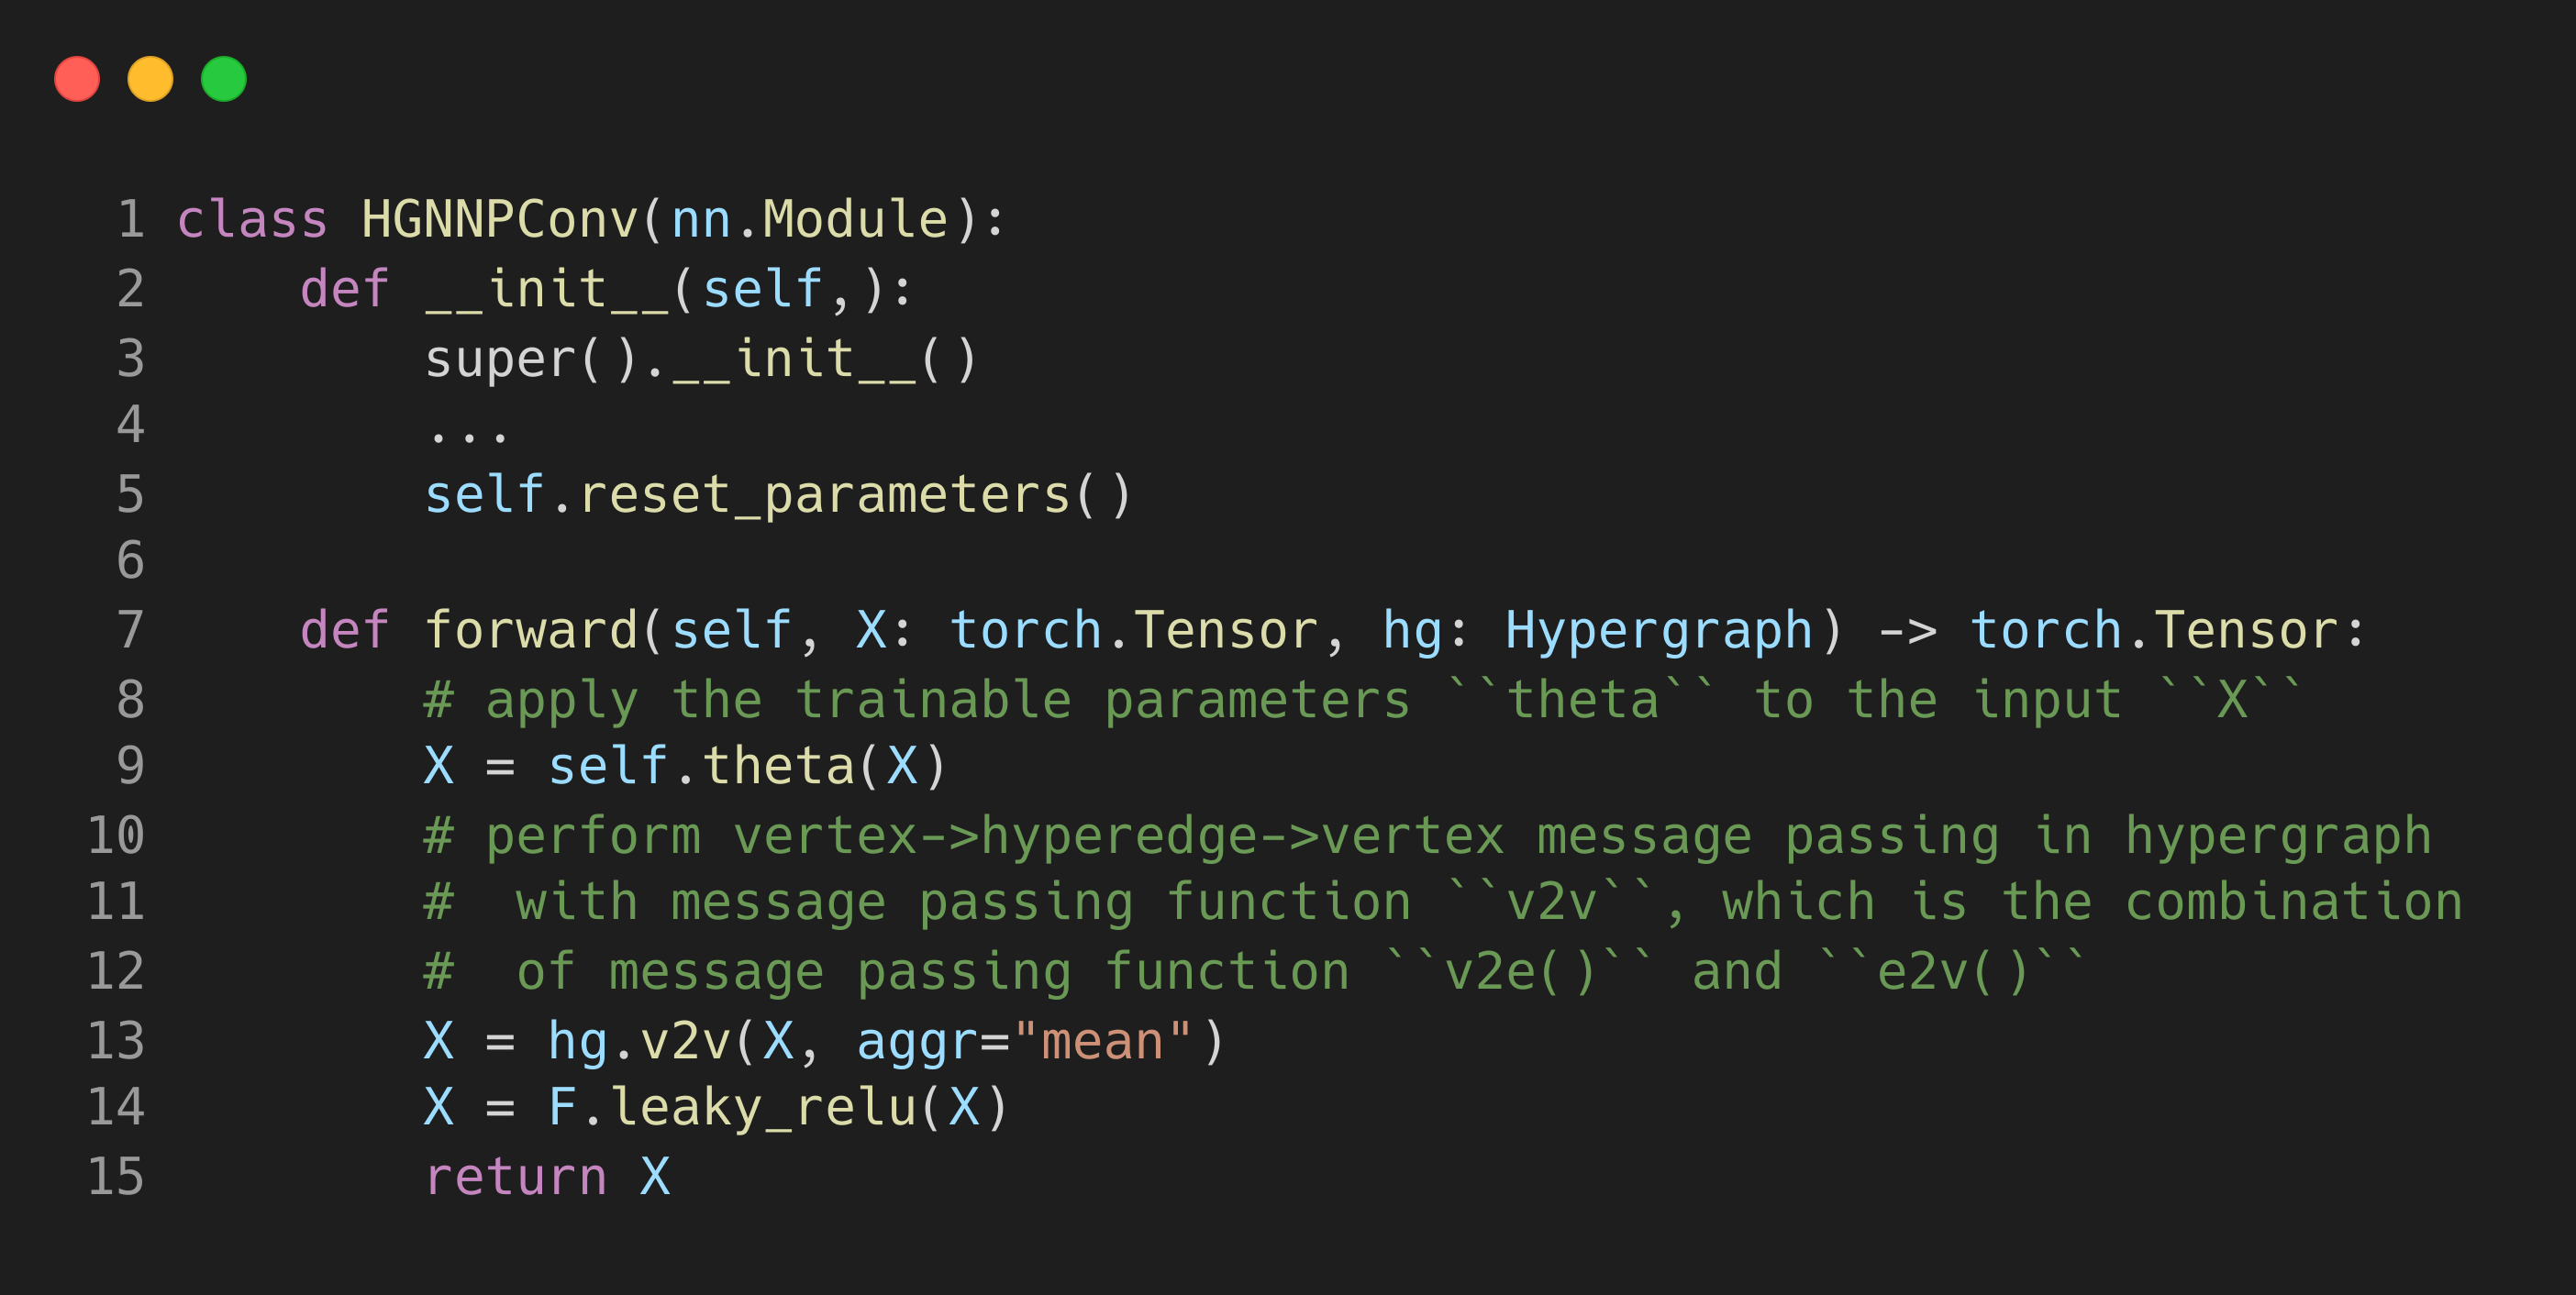 1 class HGNNPConv(nn.Module):
2     def __init__(self,):
3         super().__init__()
4         ...
5         self.reset_parameters()
6
7     def forward(self, X: torch.Tensor, hg: Hypergraph) -> torch.Tensor:
8         # apply the trainable parameters ``theta`` to the input ``X``
9         X = self.theta(X)
10         # perform vertex->hyperedge->vertex message passing in hypergraph
11         #  with message passing function ``v2v``, which is the combination
12         #  of message passing function ``v2e()`` and ``e2v()``
13         X = hg.v2v(X, aggr="mean")
14         X = F.leaky_relu(X)
15         return X